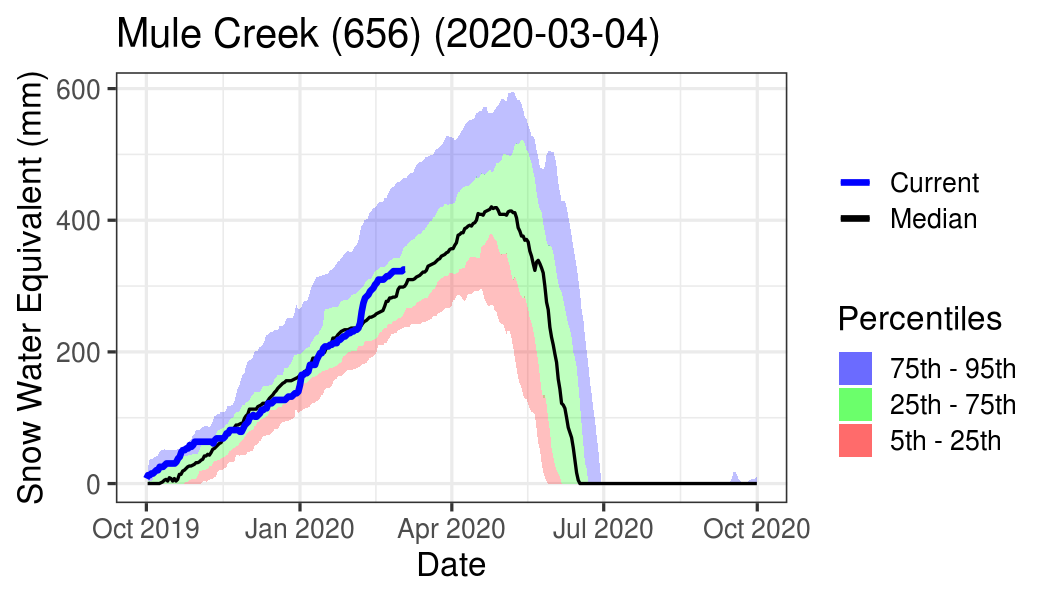 Mule Creek (656) (2020-03-04)
Snow Water Equivalent (mm)
600
400
200
0
Oct 2019
Jan 2020
Apr 2020
Jul 2020
Oct 2020
Date
Current
Median
Percentiles
75th - 95th
25th - 75th
5th - 25th